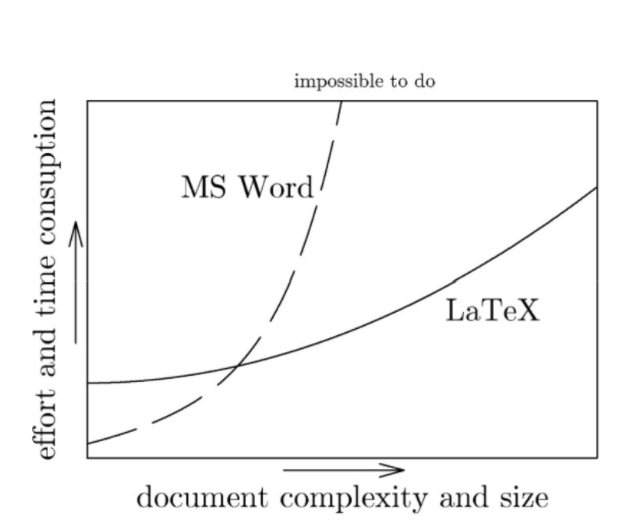 impossible to do
MS Word
LaTeX
effort and time consuption
document complexity and size